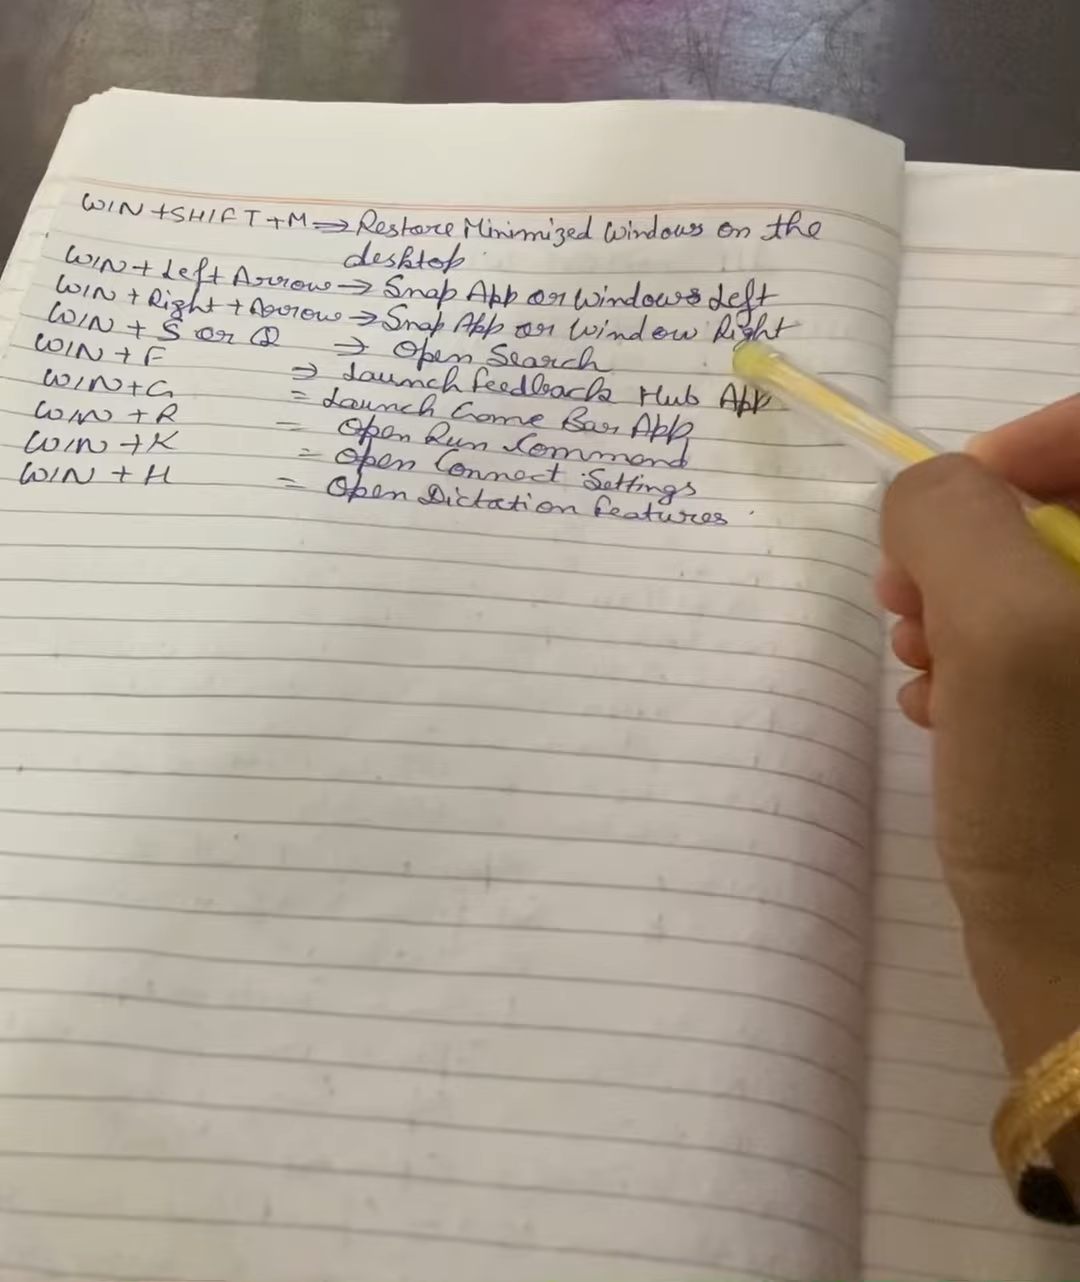 WIN+SHIFT+M⇒Restore Minimized Windows on the
desktop.
WIN+Left Arrow→Snap App or Windows Left
WIN+Right+Arrow→Snap App or Window Right
WIN+S or Q ⇒ Open Search
WIN+F ⇒ Launch Feedback Hub App
WIN+G = Launch Game Bar App
WIN+R = Open Run Command
WIN+K = Open Connect Settings
WIN+H = Open Dictation features